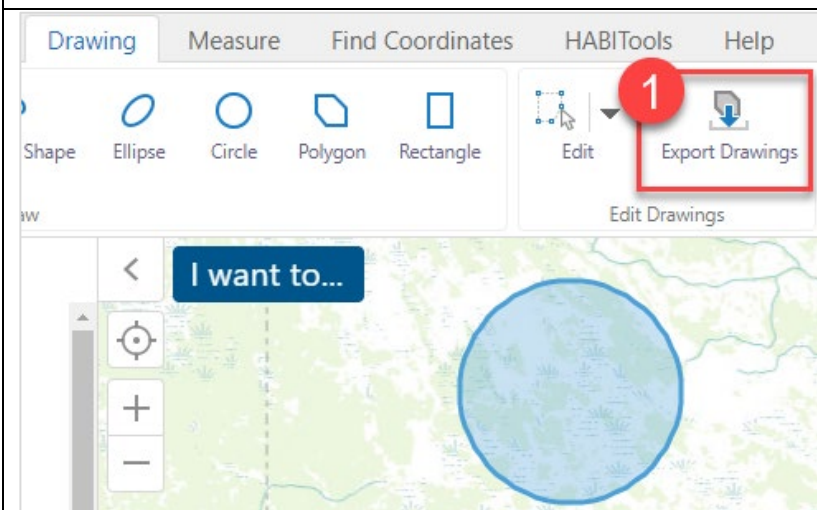 Drawing Measure Find Coordinates HABITools Help
1
Shape Ellipse Circle Polygon Rectangle Edit Export Drawings
Edit Drawings
I want to...